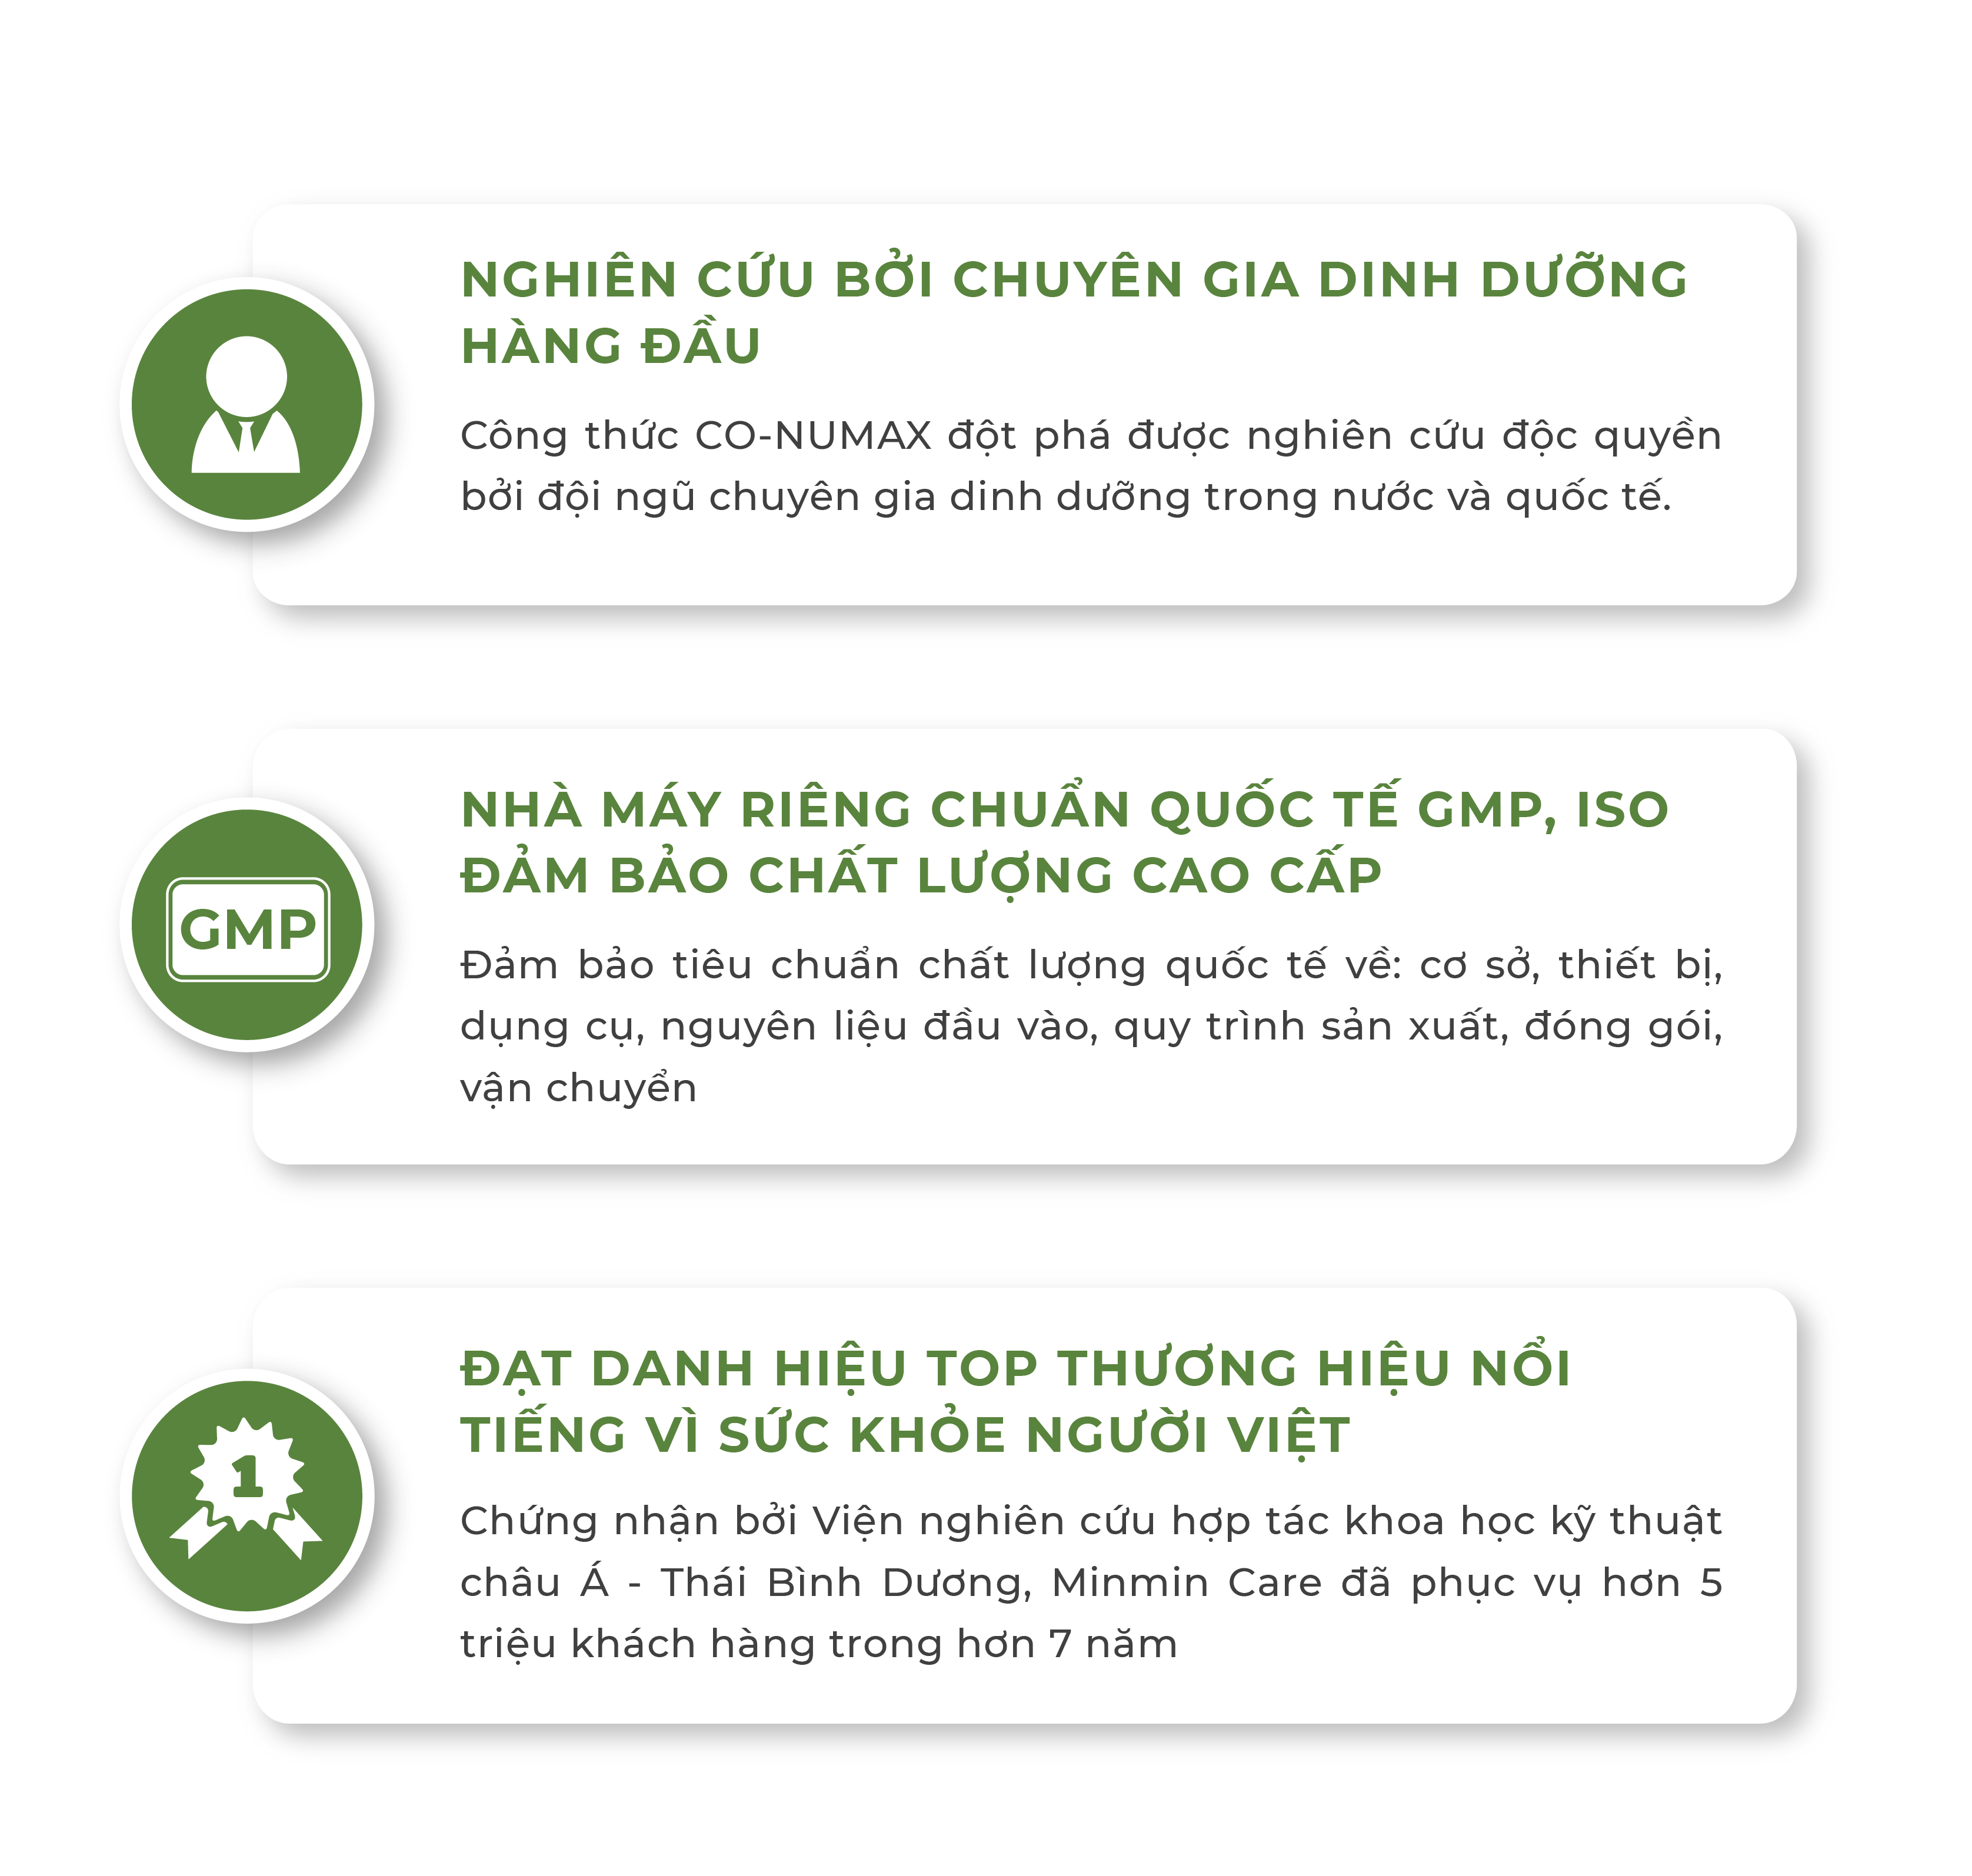 NGHIÊN CỨU BỞI CHUYÊN GIA DINH DƯỠNG
HÀNG ĐẦU
Công thức CO-NUMAX đột phá được nghiên cứu độc quyền
bởi đội ngũ chuyên gia dinh dưỡng trong nước và quốc tế.
GMP
NHÀ MÁY RIÊNG CHUẨN QUỐC TẾ GMP, ISO
ĐẢM BẢO CHẤT LƯỢNG CAO CẤP
Đảm bảo tiêu chuẩn chất lượng quốc tế về: cơ sở, thiết bị,
dụng cụ, nguyên liệu đầu vào, quy trình sản xuất, đóng gói,
vận chuyển
1
ĐẠT DANH HIỆU TOP THƯƠNG HIỆU NỔI
TIẾNG VÌ SỨC KHỎE NGƯỜI VIỆT
Chứng nhận bởi Viện nghiên cứu hợp tác khoa học kỹ thuật
châu Á - Thái Bình Dương, Minmin Care đã phục vụ hơn 5
triệu khách hàng trong hơn 7 năm